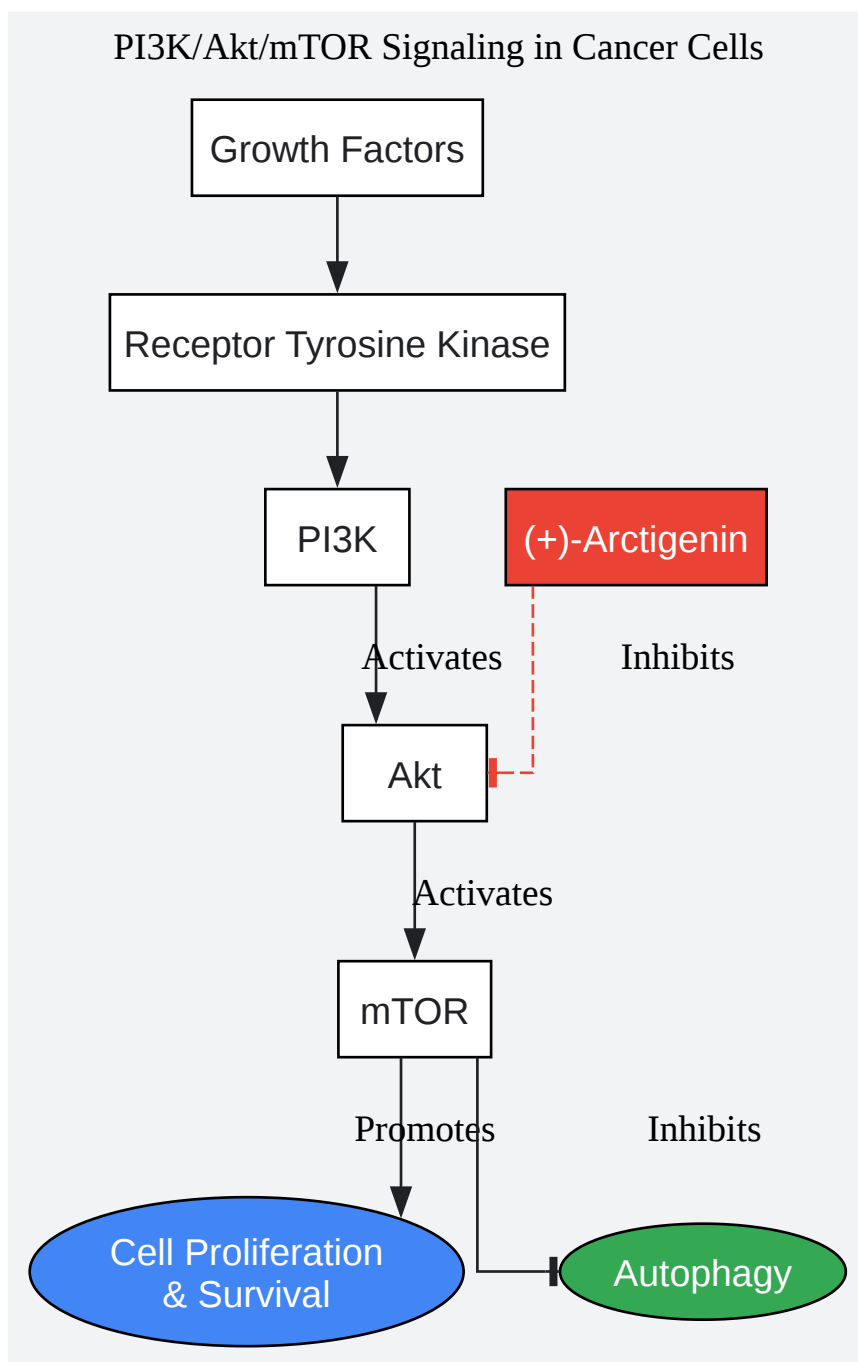 PI3K/Akt/mTOR Signaling in Cancer Cells
Growth Factors
Receptor Tyrosine Kinase
PI3K
(+)-Arctigenin
Activates
Inhibits
Akt
Activates
mTOR
Promotes
Inhibits
Cell Proliferation
& Survival
Autophagy